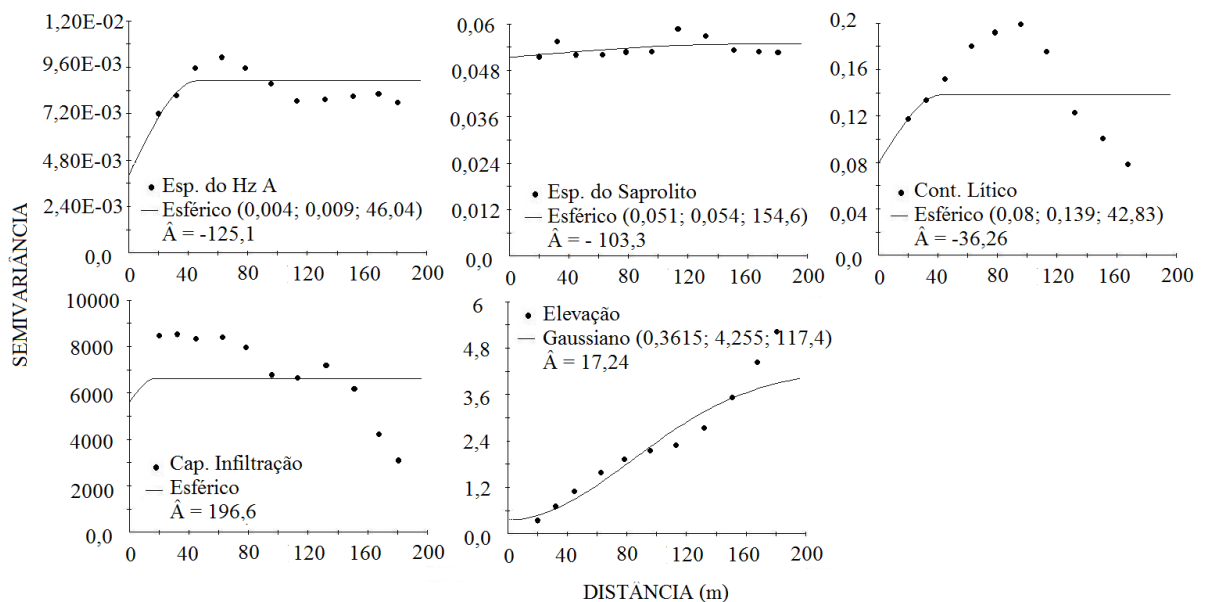 SEMIVARIÂNCIA
1,20E-02
9,60E-03
7,20E-03
4,80E-03
2,40E-03
0,0
Esp. do Hz A
Esférico (0,004; 0,009; 46,04)
Â = -125,1
0 40 80 120 160 200
0,06
0,048
0,036
0,024
0,012
0,0
Esp. do Saprolito
Esférico (0,051; 0,054; 154,6)
Â = - 103,3
0 40 80 120 160 200
0,2
0,16
0,12
0,08
0,04
0,0
Cont. Lítico
Esférico (0,08; 0,139; 42,83)
Â = -36,26
0 40 80 120 160 200
10000
8000
6000
4000
2000
0,0
Cap. Infiltração
Esférico
Â = 196,6
0 40 80 120 160 200
6
4,8
3,6
2,4
1,2
0,0
Elevação
Gaussiano (0,3615; 4,255; 117,4)
Â = 17,24
0 40 80 120 160 200
DISTÂNCIA (m)